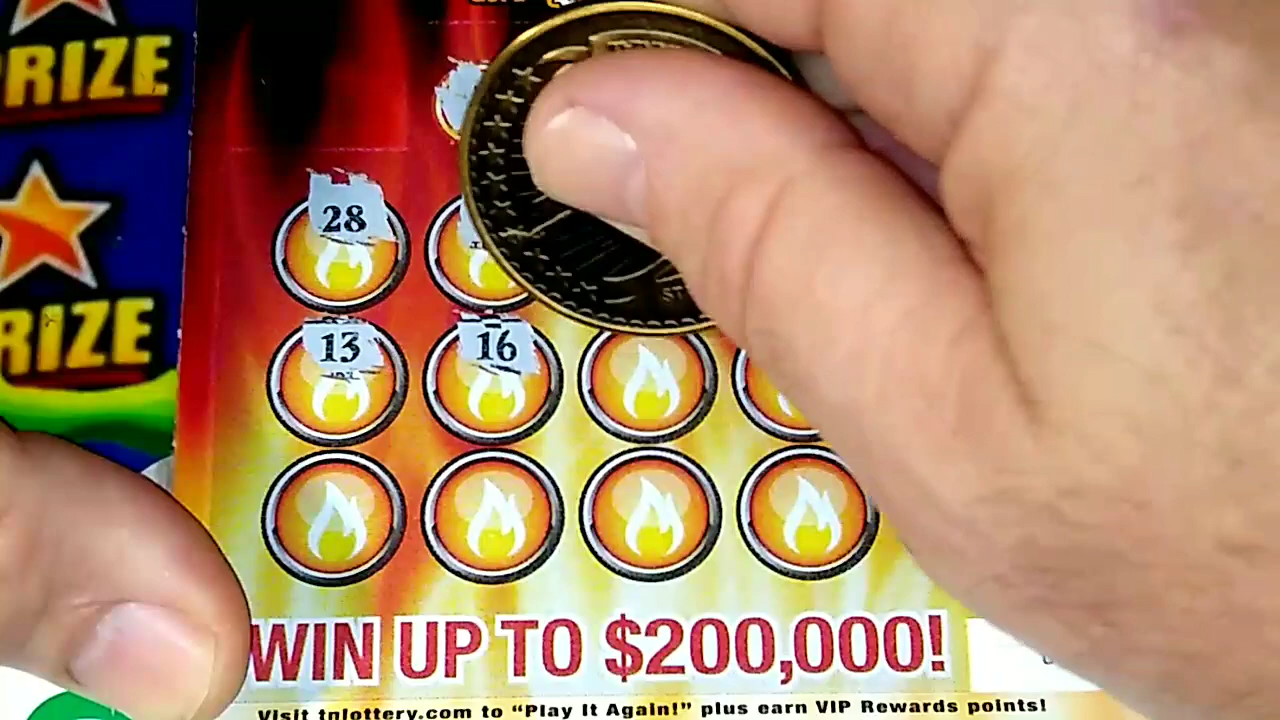 PRIZE
28
13 16
RIZE
WIN UP TO $200,000!
Visit tnlottery.com to “Play It Again!” plus earn VIP Rewards points!